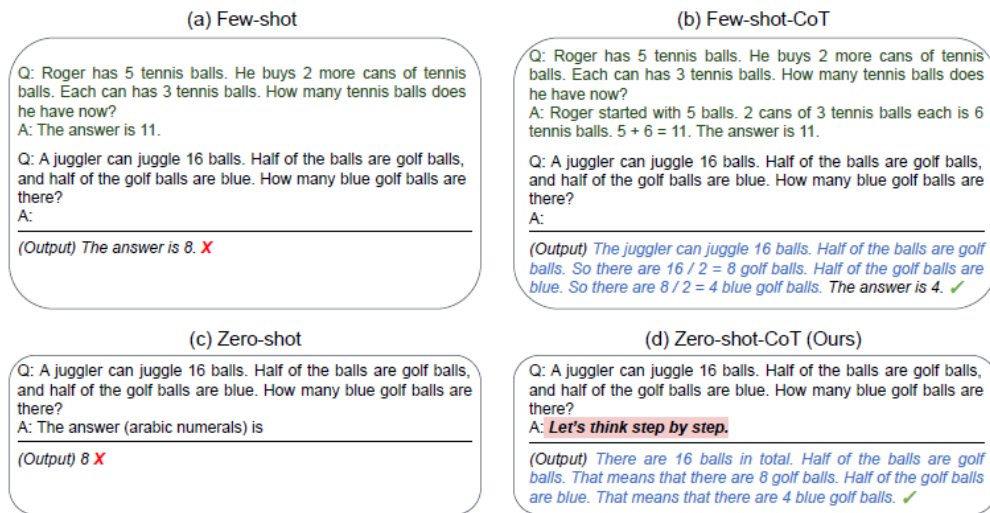 (a) Few-shot
Q: Roger has 5 tennis balls. He buys 2 more cans of tennis
balls. Each can has 3 tennis balls. How many tennis balls does
he have now?
A: The answer is 11.
Q: A juggler can juggle 16 balls. Half of the balls are golf balls,
and half of the golf balls are blue. How many blue golf balls are
there?
A:
(Output) The answer is 8. X
(b) Few-shot-CoT
Q: Roger has 5 tennis balls. He buys 2 more cans of tennis
balls. Each can has 3 tennis balls. How many tennis balls does
he have now?
A: Roger started with 5 balls. 2 cans of 3 tennis balls each is 6
tennis balls. 5 + 6 = 11. The answer is 11.
Q: A juggler can juggle 16 balls. Half of the balls are golf balls,
and half of the golf balls are blue. How many blue golf balls are
there?
A:
(Output) The juggler can juggle 16 balls. Half of the balls are golf
balls. So there are 16 / 2 = 8 golf balls. Half of the golf balls are
blue. So there are 8 / 2 = 4 blue golf balls. The answer is 4. ✓
(c) Zero-shot
Q: A juggler can juggle 16 balls. Half of the balls are golf balls,
and half of the golf balls are blue. How many blue golf balls are
there?
A: The answer (arabic numerals) is
(Output) 8 X
(d) Zero-shot-CoT (Ours)
Q: A juggler can juggle 16 balls. Half of the balls are golf balls,
and half of the golf balls are blue. How many blue golf balls are
there?
A: Let's think step by step.
(Output) There are 16 balls in total. Half of the balls are golf
balls. That means that there are 8 golf balls. Half of the golf balls
are blue. That means that there are 4 blue golf balls. ✓